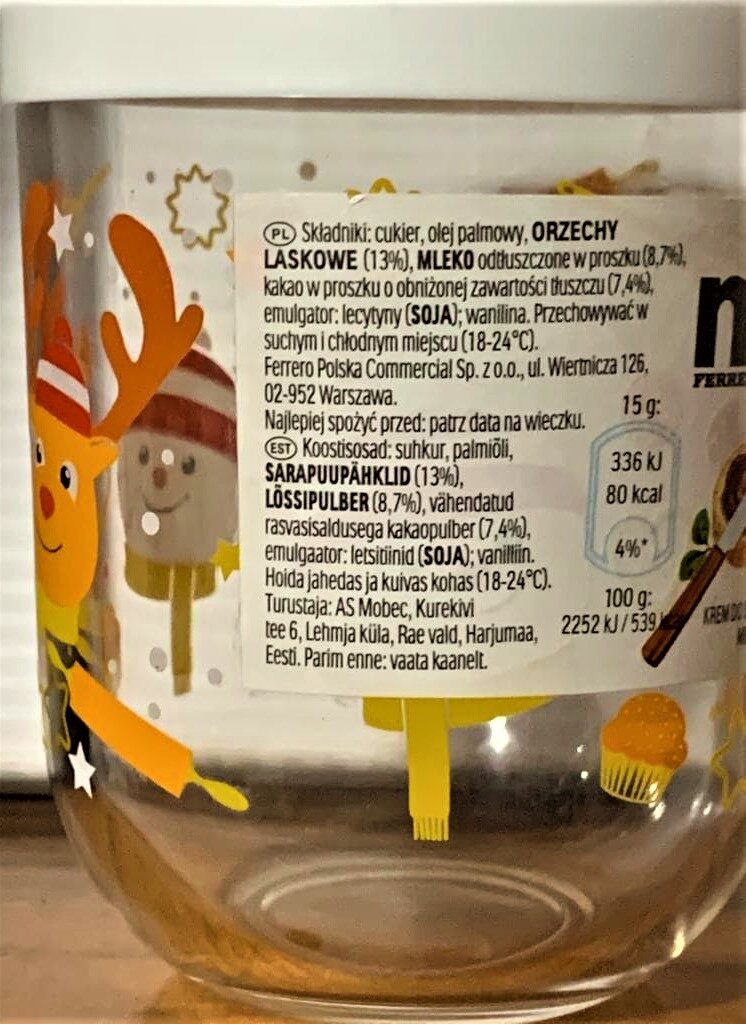 PL Składniki: cukier, olej palmowy, ORZECHY
LASKOWE (13%), MLEKO odtłuszczone w proszku (8,7%),
kakao w proszku o obniżonej zawartości tłuszczu (7,4%),
emulgator: lecytyny (SOJA); wanilina. Przechowywać w
suchym i chłodnym miejscu (18-24°C).
Ferrero Polska Commercial Sp. z o.o., ul. Wiertnicza 126,
02-952 Warszawa.
Najlepiej spożyć przed: patrz data na wieczku.
EST Koostisosad: suhkur, palmiõli,
SARAPUUPÄHKLID (13%),
LÕSSIPULBER (8,7%), vähendatud
rasvasisaldusega kakaopulber (7,4%),
emulgaator: letsitiinid (SOJA); vanilliin.
Hoida jahedas ja kuivas kohas (18-24°C).
Turustaja: AS Mobec, Kurekivi
tee 6, Lehmja küla, Rae vald, Harjumaa,
Eesti. Parim enne: vaata kaanelt.
15 g:
336 kJ
80 kcal
4%*
100 g:
2252 kJ / 539
n
FERRE
KREM DO